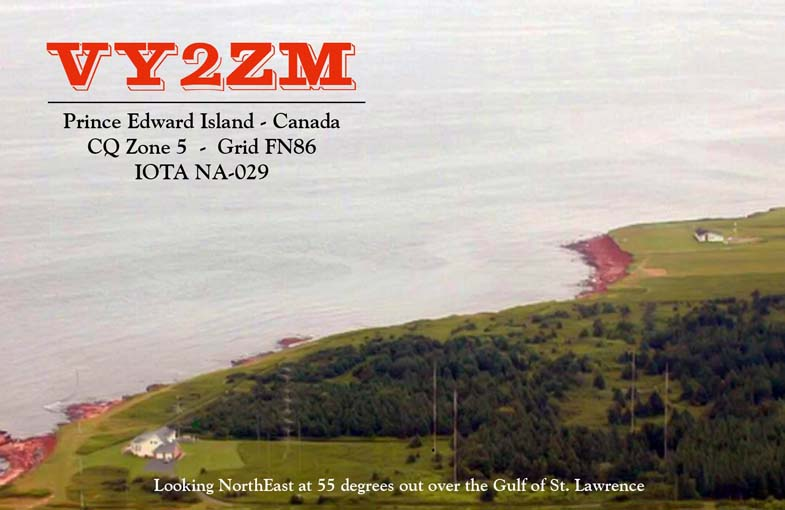 VY2ZM
Prince Edward Island - Canada
CQ Zone 5 - Grid FN86
IOTA NA-029
Looking NorthEast at 55 degrees out over the Gulf of St. Lawrence